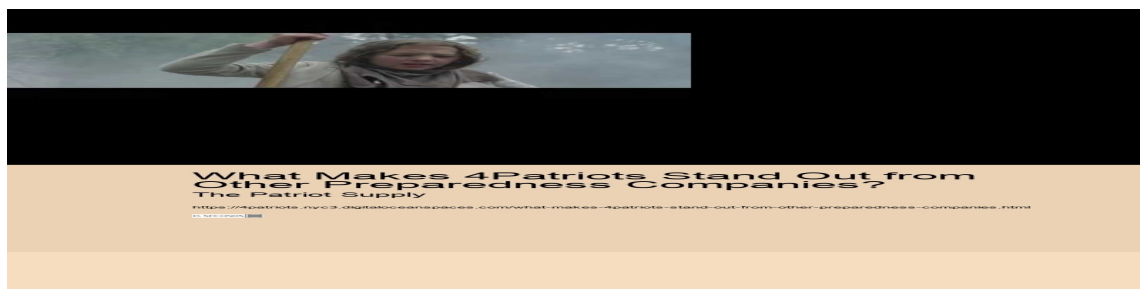 What Makes 4Patriots Stand Out from
Other Preparedness Companies?
The Patriot Supply
https://4patriots.nyc3.digitaloceanspaces.com/what-makes-4patriots-stand-out-from-other-preparedness-companies.html